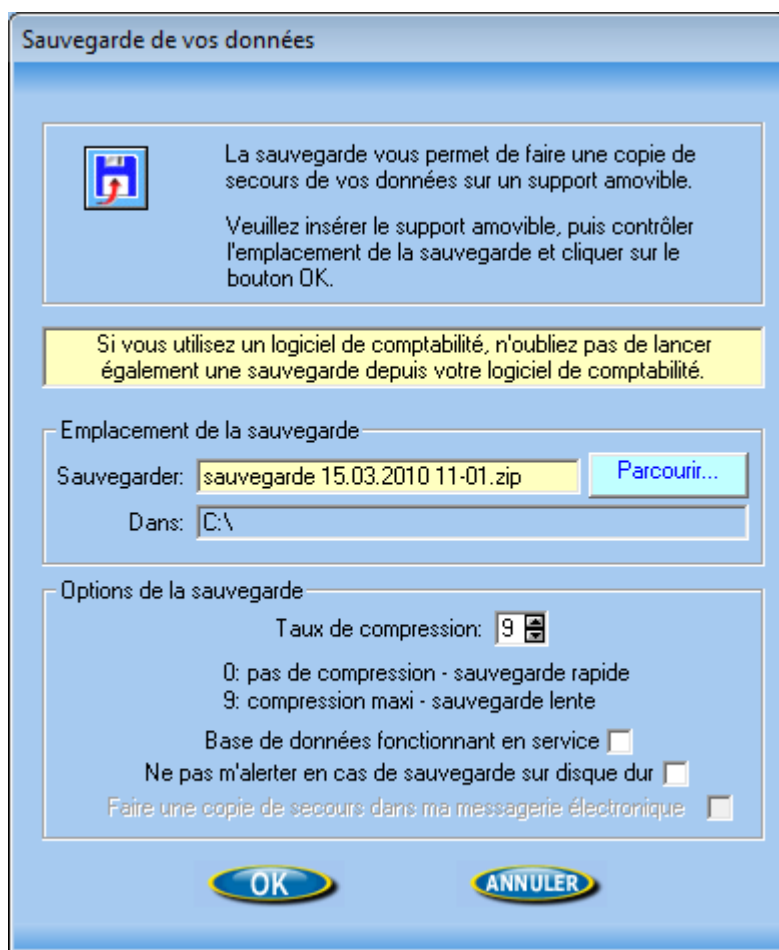 Sauvegarde de vos données
La sauvegarde vous permet de faire une copie de
secours de vos données sur un support amovible.
Veuillez insérer le support amovible, puis contrôler
l'emplacement de la sauvegarde et cliquer sur le
bouton OK.
Si vous utilisez un logiciel de comptabilité, n'oubliez pas de lancer
également une sauvegarde depuis votre logiciel de comptabilité.
Emplacement de la sauvegarde
Sauvegarder: sauvegarde 15.03.2010 11-01.zip Parcourir...
Dans: C:\
Options de la sauvegarde
Taux de compression: 9
0: pas de compression - sauvegarde rapide
9: compression maxi - sauvegarde lente
Base de données fonctionnant en service
Ne pas m'alerter en cas de sauvegarde sur disque dur
Faire une copie de secours dans ma messagerie électronique
OK ANNULER